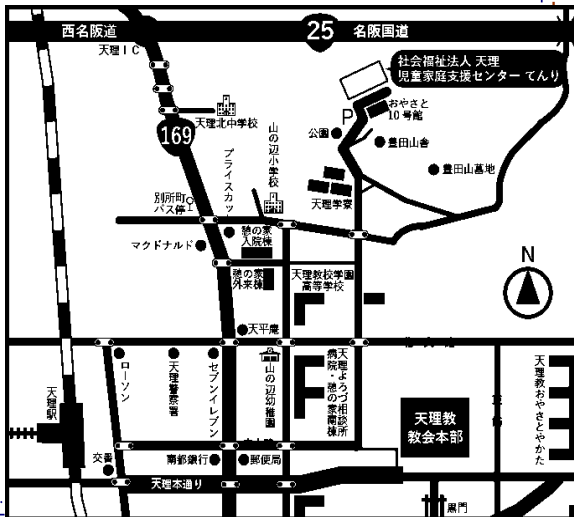 西名阪道
25
名阪国道
天理IC
社会福祉法人 天理
児童家庭支援センター てんり
おやさと
10号館
P
天理北中学校
169
公園
豊田山舎
豊田山墓地
山の辺小学校
プライスカット
天理学寮
別所町
バス停
マクドナルド
憩の家
入院棟
憩の家
外来棟
天理教校学園
高等学校
N
天平庵
ローソン
天理警察署
セブンイレブン
山の辺幼稚園
天理よろづ相談所
病院・憩の家南棟
天理教おやさとやかた
天理駅
天理教
教会本部
交番
南都銀行
郵便局
天理本通り
黒門